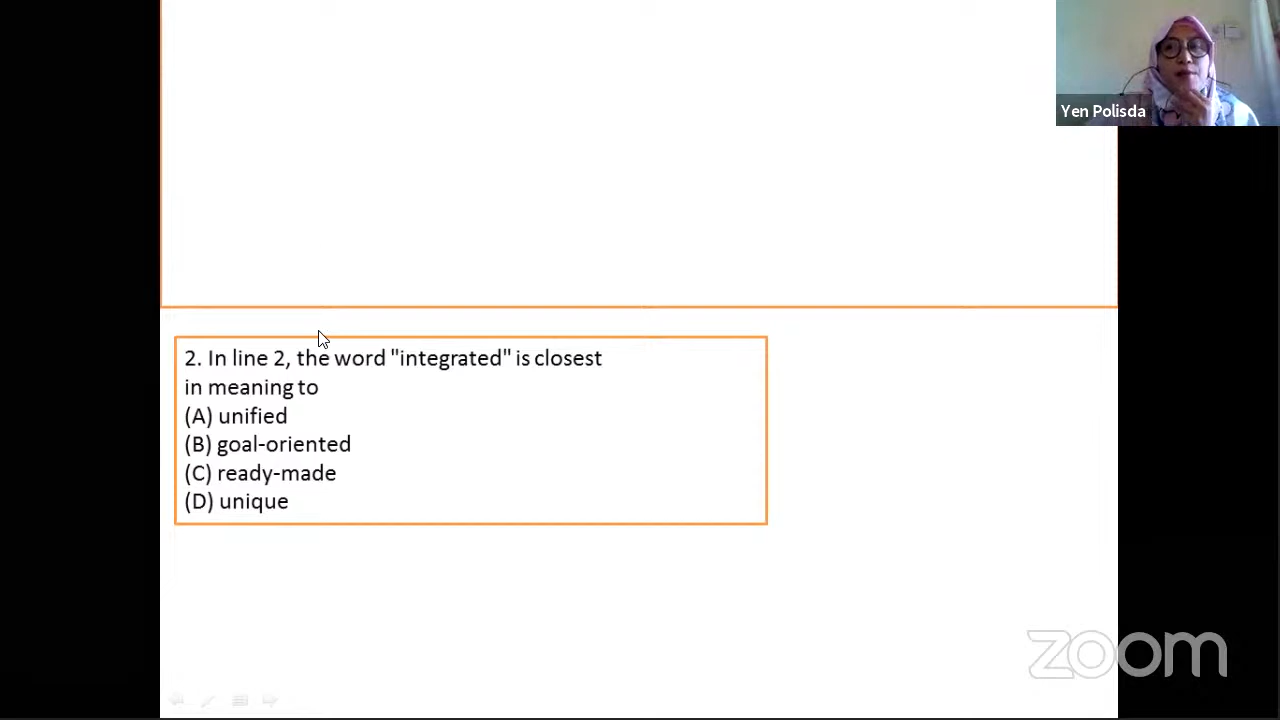 Yen Polisda
2. In line 2, the word "integrated" is closest
in meaning to
(A) unified
(B) goal-oriented
(C) ready-made
(D) unique
zoom